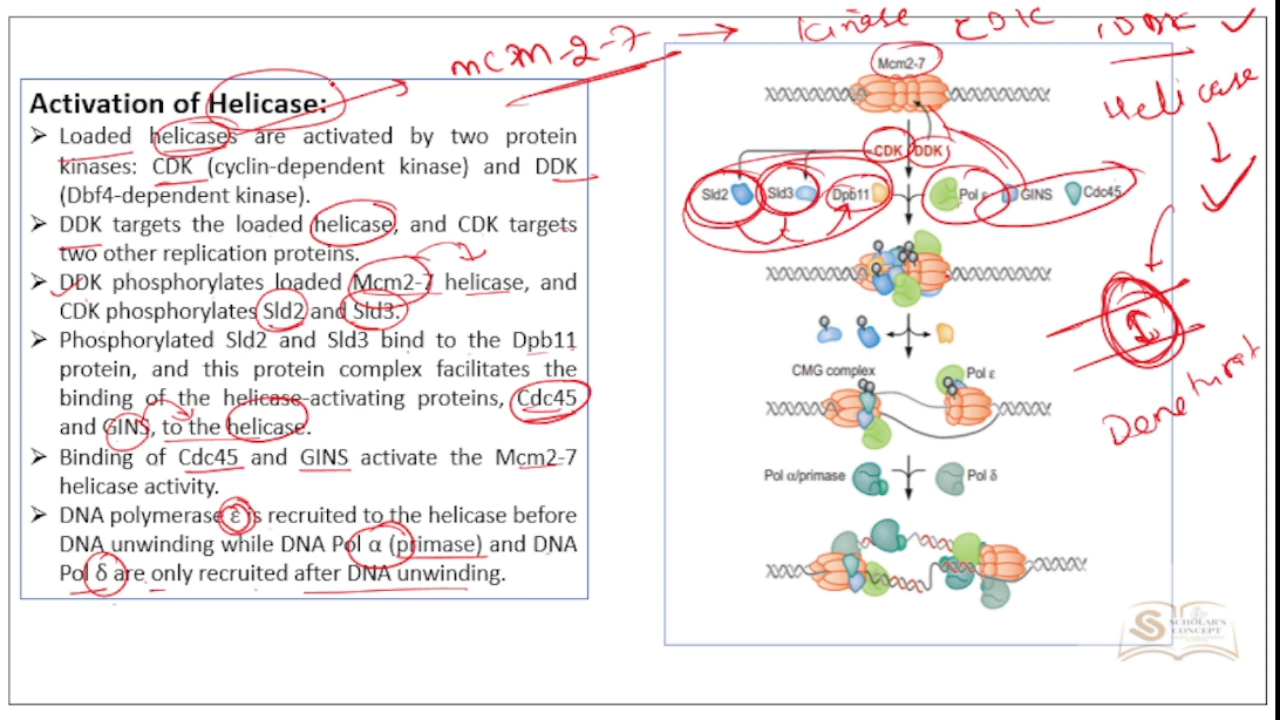 mcm-2-7 → Kinase CDK DDK ✓
Helicase
Denaturat
Activation of Helicase:
➤ Loaded helicases are activated by two protein
kinases: CDK (cyclin-dependent kinase) and DDK
(Dbf4-dependent kinase).
➤ DDK targets the loaded helicase, and CDK targets
two other replication proteins.
➤ DDK phosphorylates loaded Mcm2-7 helicase, and
CDK phosphorylates Sld2 and Sld3.
➤ Phosphorylated Sld2 and Sld3 bind to the Dpb11
protein, and this protein complex facilitates the
binding of the helicase-activating proteins, Cdc45
and GINS, to the helicase.
➤ Binding of Cdc45 and GINS activate the Mcm2-7
helicase activity.
➤ DNA polymerase ε is recruited to the helicase before
DNA unwinding while DNA Pol α (primase) and DNA
Pol δ are only recruited after DNA unwinding.
Mcm2-7
CDK DDK
Sld2 Sld3 Dpb11 Pol ε GINS Cdc45
CMG complex Pol ε
Pol α/primase Pol δ
SCHOLAR'S
CONCEPT